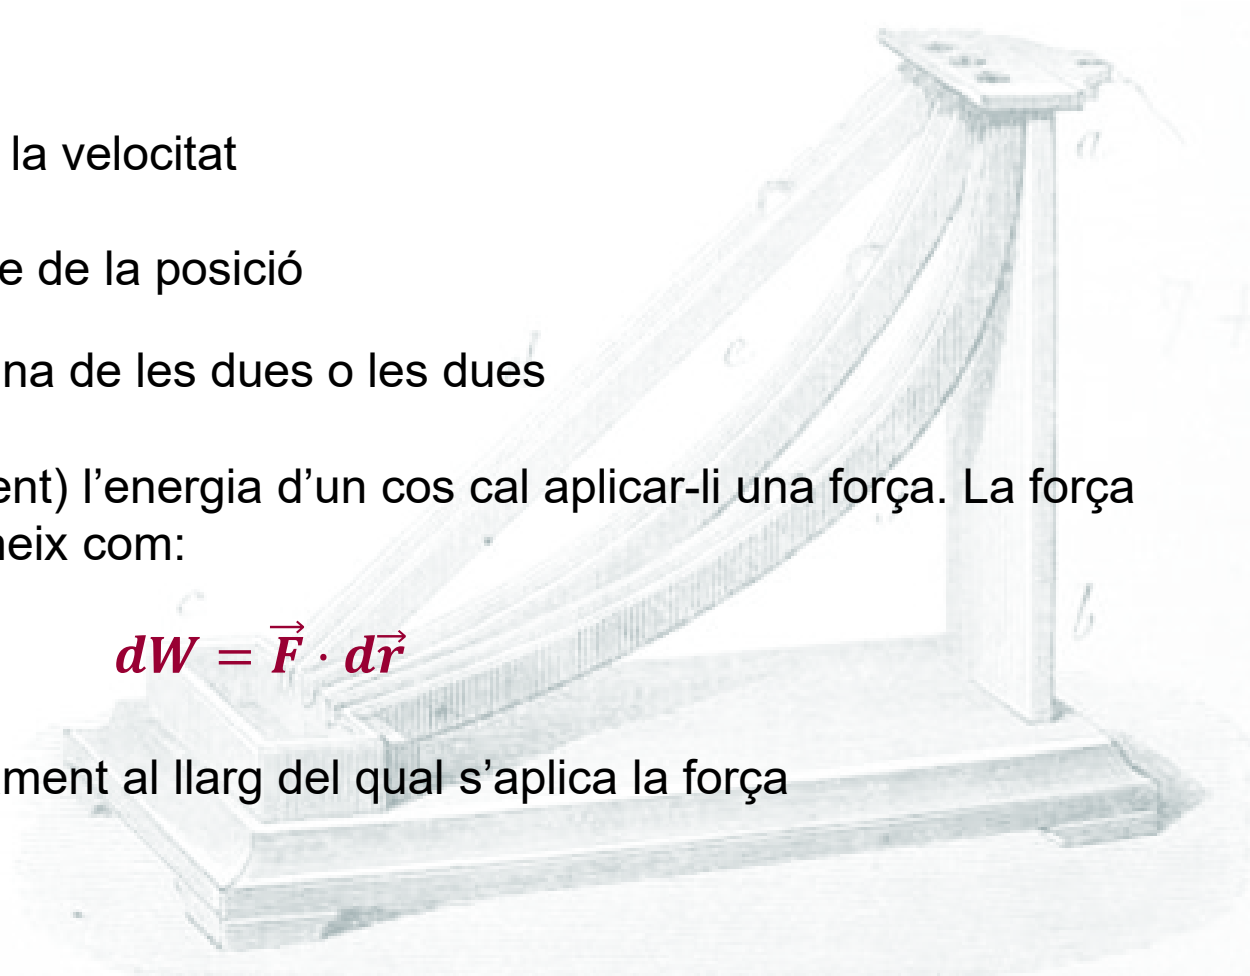 la velocitat
e de la posició
na de les dues o les dues
ent) l’energia d’un cos cal aplicar-li una força. La força
neix com:
dW = F⃗ · dr⃗
ment al llarg del qual s’aplica la força
a
c
b
c